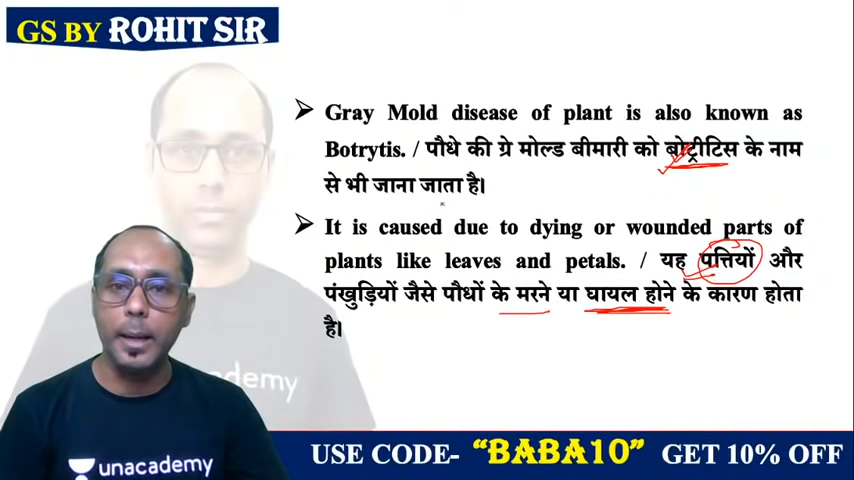 GS BY ROHIT SIR
Gray Mold disease of plant is also known as
Botrytis. / पौधे की ग्रे मोल्ड बीमारी को बोट्रीटिस के नाम
से भी जाना जाता है।
It is caused due to dying or wounded parts of
plants like leaves and petals. / यह पत्तियों और
पंखुड़ियों जैसे पौधों के मरने या घायल होने के कारण होता
है।
unacademy
USE CODE- “BABA10” GET 10% OFF